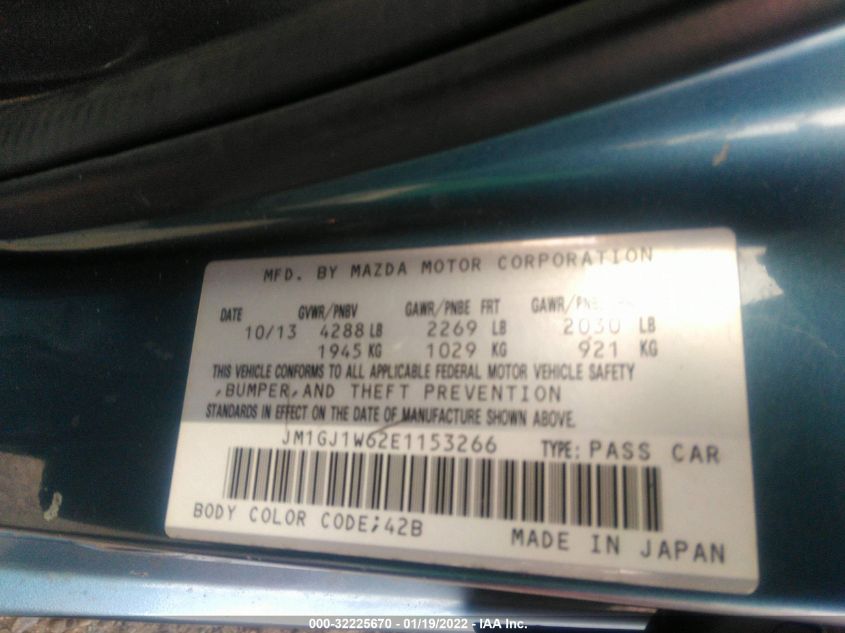 MFD. BY MAZDA MOTOR CORPORATION
DATE GVWR/PNBV GAWR/PNBE FRT GAWR/PNBE
10/13 4288 LB 2269 LB 2030 LB
1945 KG 1029 KG 921 KG
THIS VEHICLE CONFORMS TO ALL APPLICABLE FEDERAL MOTOR VEHICLE SAFETY
,BUMPER,AND THEFT PREVENTION
STANDARDS IN EFFECT ON THE DATE OF MANUFACTURE SHOWN ABOVE.
JM1GJ1W62E1153266 TYPE: PASS CAR
BODY COLOR CODE;42B
MADE IN JAPAN
000-32225670 - 01/19/2022 - © IAA Inc.